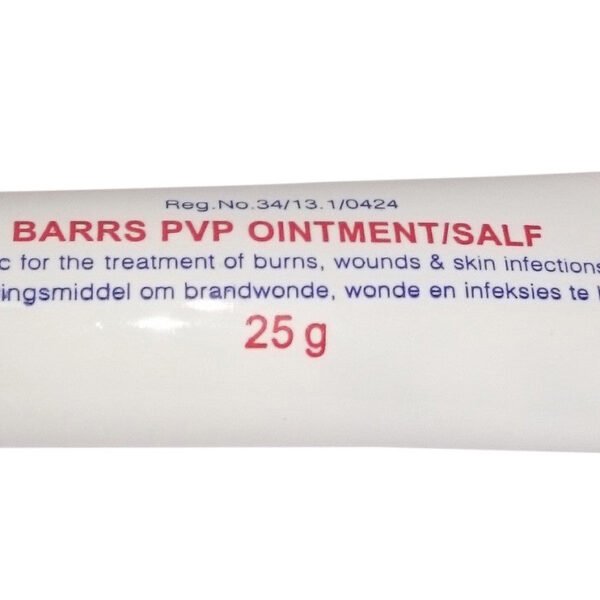 Reg.No.34/13.1/0424
BARRS PVP OINTMENT/SALF
c for the treatment of burns, wounds & skin infections
ingsmiddel om brandwonde, wonde en infeksies te
25 g